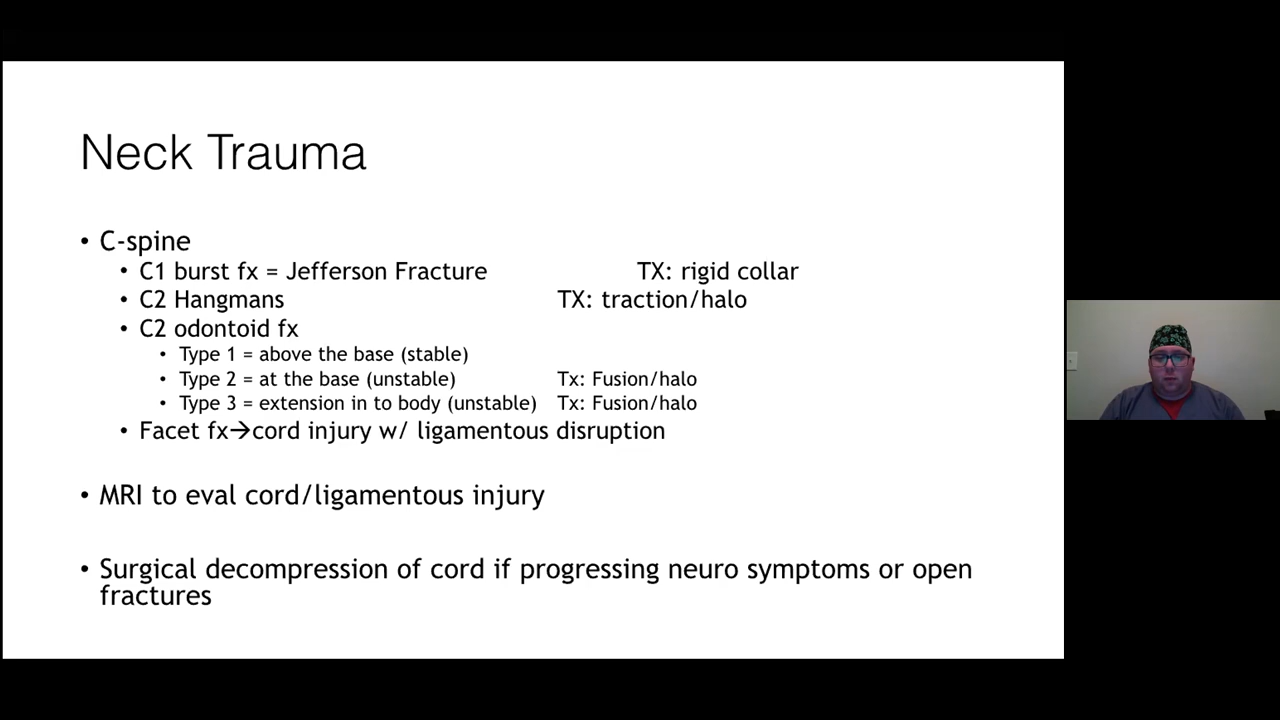 Neck Trauma
• C-spine
• C1 burst fx = Jefferson Fracture TX: rigid collar
• C2 Hangmans TX: traction/halo
• C2 odontoid fx
• Type 1 = above the base (stable)
• Type 2 = at the base (unstable) Tx: Fusion/halo
• Type 3 = extension in to body (unstable) Tx: Fusion/halo
• Facet fx→cord injury w/ ligamentous disruption
• MRI to eval cord/ligamentous injury
• Surgical decompression of cord if progressing neuro symptoms or open
fractures